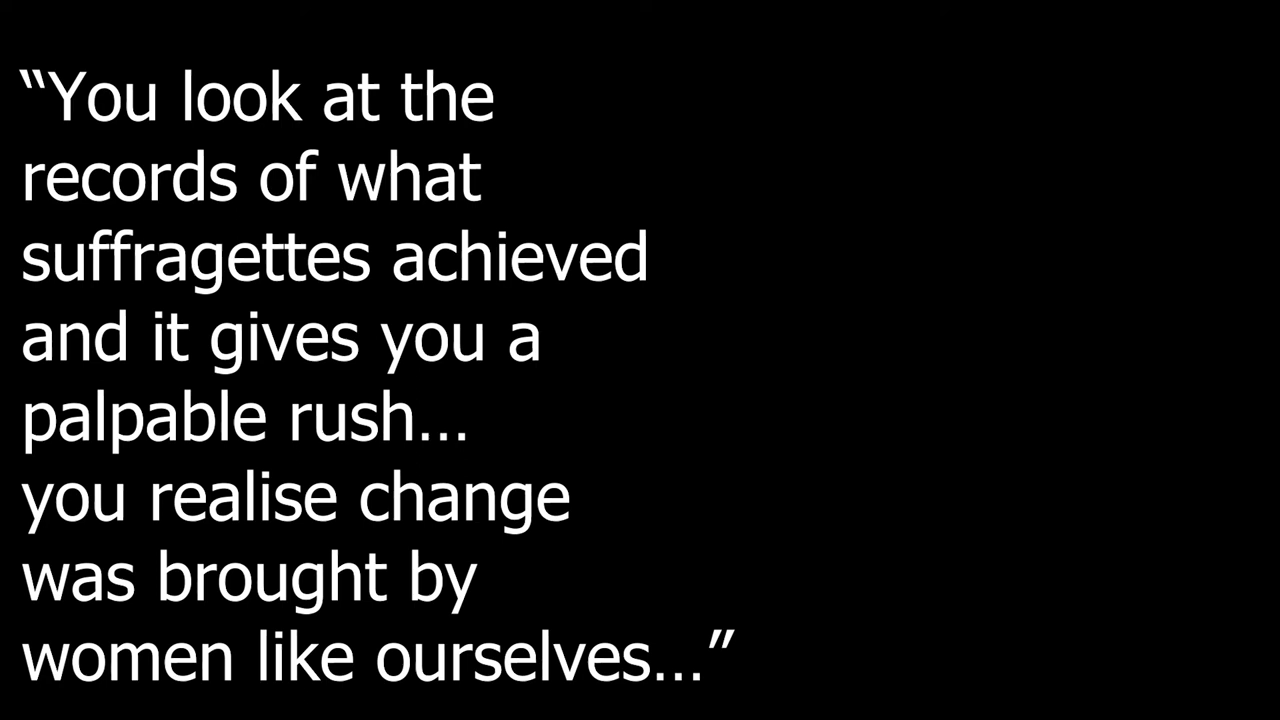 “You look at the
records of what
suffragettes achieved
and it gives you a
palpable rush…
you realise change
was brought by
women like ourselves…”